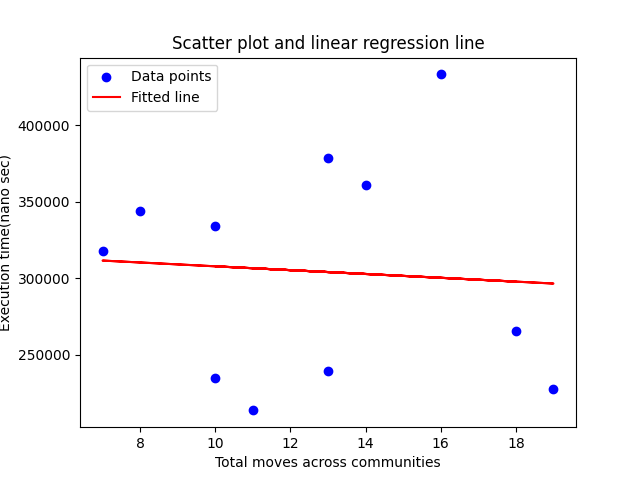 Scatter plot and linear regression line
Data points
Fitted line
400000
350000
300000
250000
Execution time(nano sec)
8 10 12 14 16 18
Total moves across communities